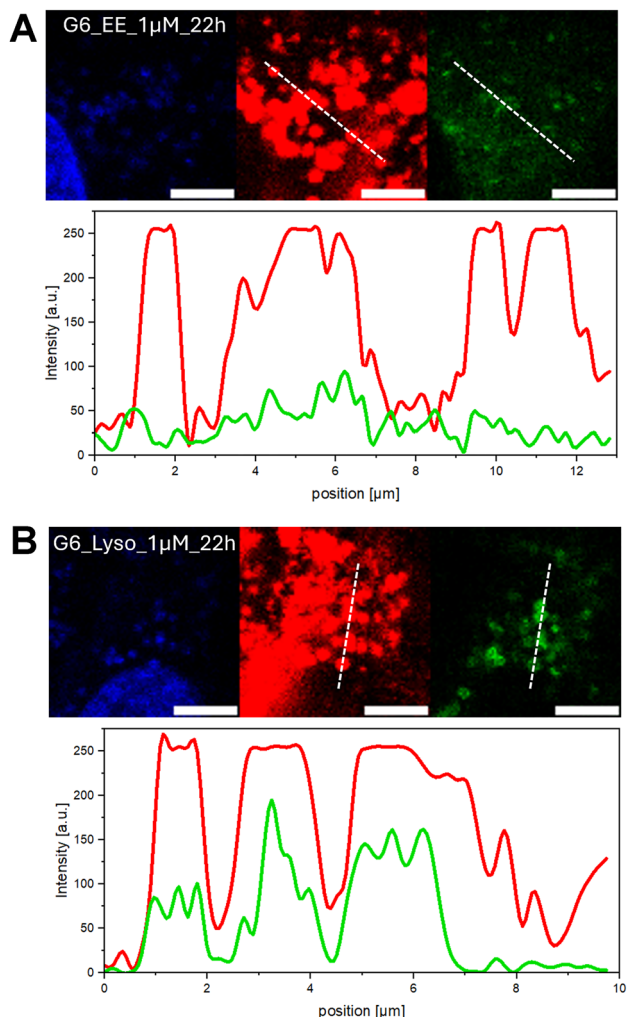 A
G6_EE_1µM_22h
250
200
150
100
50
0
Intensity [a.u.]
0 2 4 6 8 10 12
position [µm]
B
G6_Lyso_1µM_22h
250
200
150
100
50
0
Intensity [a.u.]
0 2 4 6 8 10
position [µm]